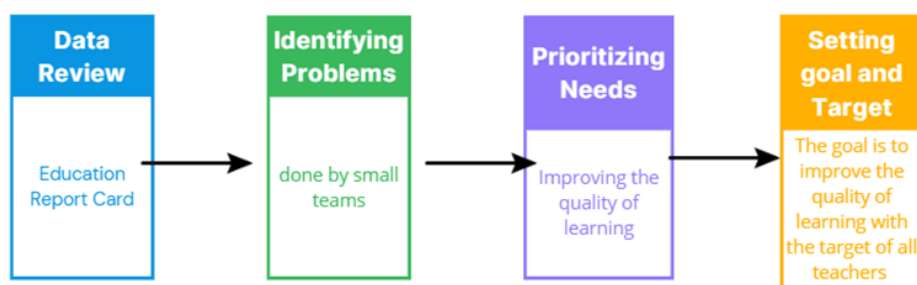 Data
Review
Education
Report Card
Identifying
Problems
done by small
teams
Prioritizing
Needs
Improving the
quality of
learning
Setting
goal and
Target
The goal is to
improve the
quality of
learning with
the target of all
teachers